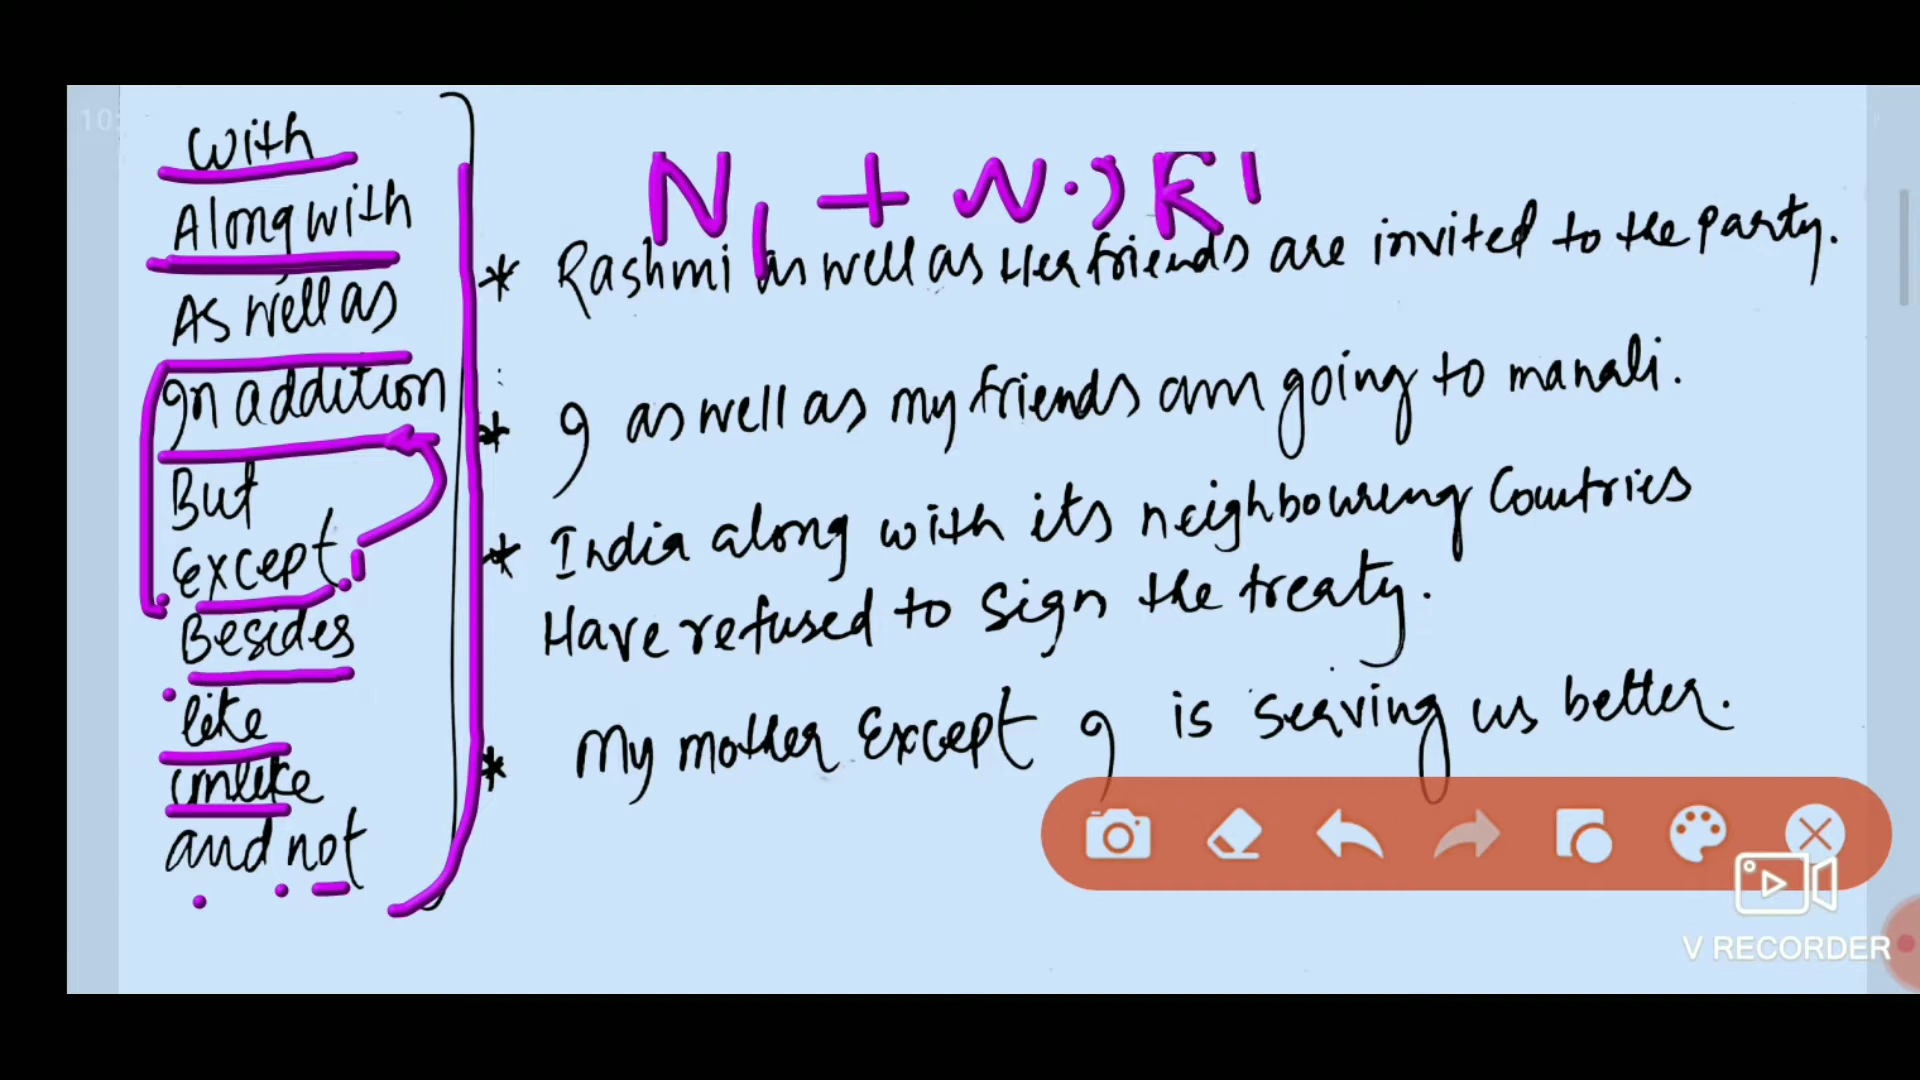 With
Along with
As well as
In addition
But
Except
Besides
like
unlike
and not
N1 + N.
* Rashmi as well as Her friends are invited to the Party.
* I as well as my friends am going to manali.
* India along with its neighbouring Countries
Have refused to Sign the treaty.
* My mother Except I is serving us better.
V RECORDER